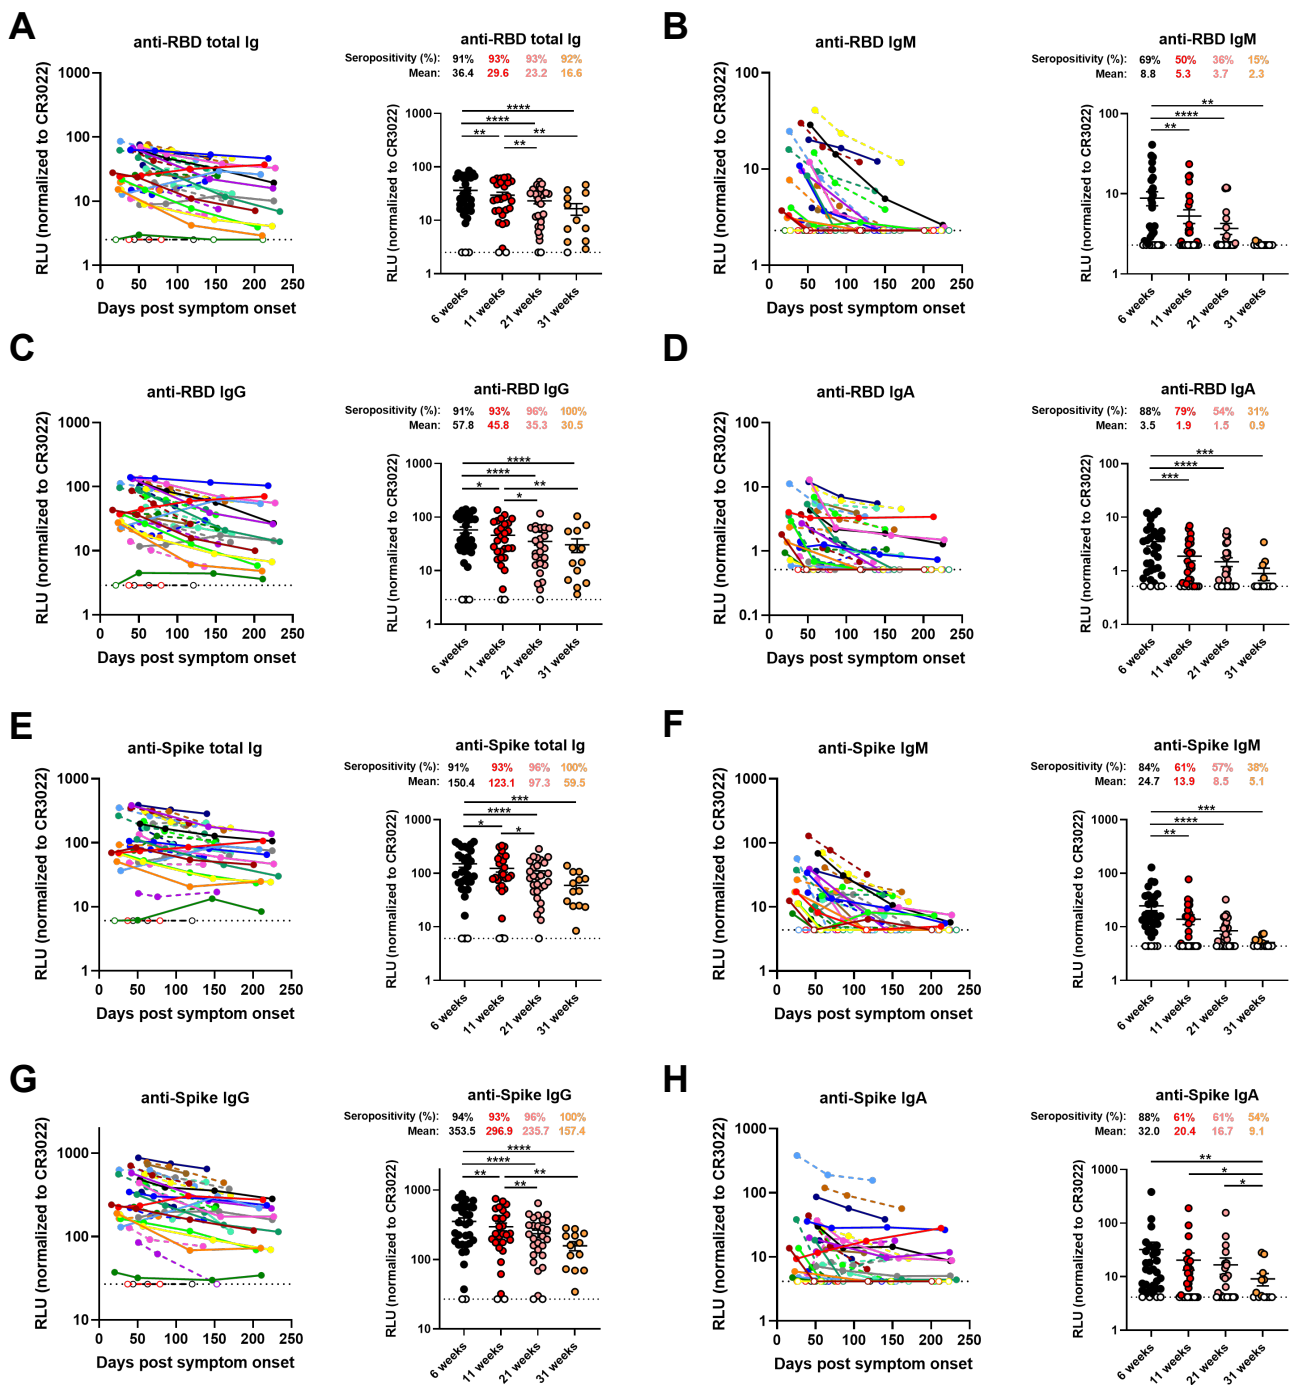 A
anti-RBD total Ig
RLU (normalized to CR3022)
1000
100
10
1
0 50 100 150 200 250
Days post symptom onset
anti-RBD total Ig
Seropositivity (%): 91% 93% 93% 92%
Mean: 36.4 29.6 23.2 16.6
RLU (normalized to CR3022)
1000
100
10
1
****
****
** **
**
6 weeks 11 weeks 21 weeks 31 weeks
B
anti-RBD IgM
RLU (normalized to CR3022)
100
10
1
0 50 100 150 200 250
Days post symptom onset
anti-RBD IgM
Seropositivity (%): 69% 50% 36% 15%
Mean: 8.8 5.3 3.7 2.3
RLU (normalized to CR3022)
100
10
1
**
****
**
6 weeks 11 weeks 21 weeks 31 weeks
C
anti-RBD IgG
RLU (normalized to CR3022)
1000
100
10
1
0 50 100 150 200 250
Days post symptom onset
anti-RBD IgG
Seropositivity (%): 91% 93% 96% 100%
Mean: 57.8 45.8 35.3 30.5
RLU (normalized to CR3022)
1000
100
10
1
****
****
* **
*
6 weeks 11 weeks 21 weeks 31 weeks
D
anti-RBD IgA
RLU (normalized to CR3022)
100
10
1
0.1
0 50 100 150 200 250
Days post symptom onset
anti-RBD IgA
Seropositivity (%): 88% 79% 54% 31%
Mean: 3.5 1.9 1.5 0.9
RLU (normalized to CR3022)
100
10
1
0.1
***
****
***
6 weeks 11 weeks 21 weeks 31 weeks
E
anti-Spike total Ig
RLU (normalized to CR3022)
1000
100
10
1
0 50 100 150 200 250
Days post symptom onset
anti-Spike total Ig
Seropositivity (%): 91% 93% 96% 100%
Mean: 150.4 123.1 97.3 59.5
RLU (normalized to CR3022)
1000
100
10
1
***
****
*
*
6 weeks 11 weeks 21 weeks 31 weeks
F
anti-Spike IgM
RLU (normalized to CR3022)
1000
100
10
1
0 50 100 150 200 250
Days post symptom onset
anti-Spike IgM
Seropositivity (%): 84% 61% 57% 38%
Mean: 24.7 13.9 8.5 5.1
RLU (normalized to CR3022)
1000
100
10
1
***
****
**
6 weeks 11 weeks 21 weeks 31 weeks
G
anti-Spike IgG
RLU (normalized to CR3022)
1000
100
10
0 50 100 150 200 250
Days post symptom onset
anti-Spike IgG
Seropositivity (%): 94% 93% 96% 100%
Mean: 353.5 296.9 235.7 157.4
RLU (normalized to CR3022)
1000
100
10
****
****
** **
**
6 weeks 11 weeks 21 weeks 31 weeks
H
anti-Spike IgA
RLU (normalized to CR3022)
1000
100
10
1
0 50 100 150 200 250
Days post symptom onset
anti-Spike IgA
Seropositivity (%): 88% 61% 61% 54%
Mean: 32.0 20.4 16.7 9.1
RLU (normalized to CR3022)
1000
100
10
1
**
*
*
6 weeks 11 weeks 21 weeks 31 weeks